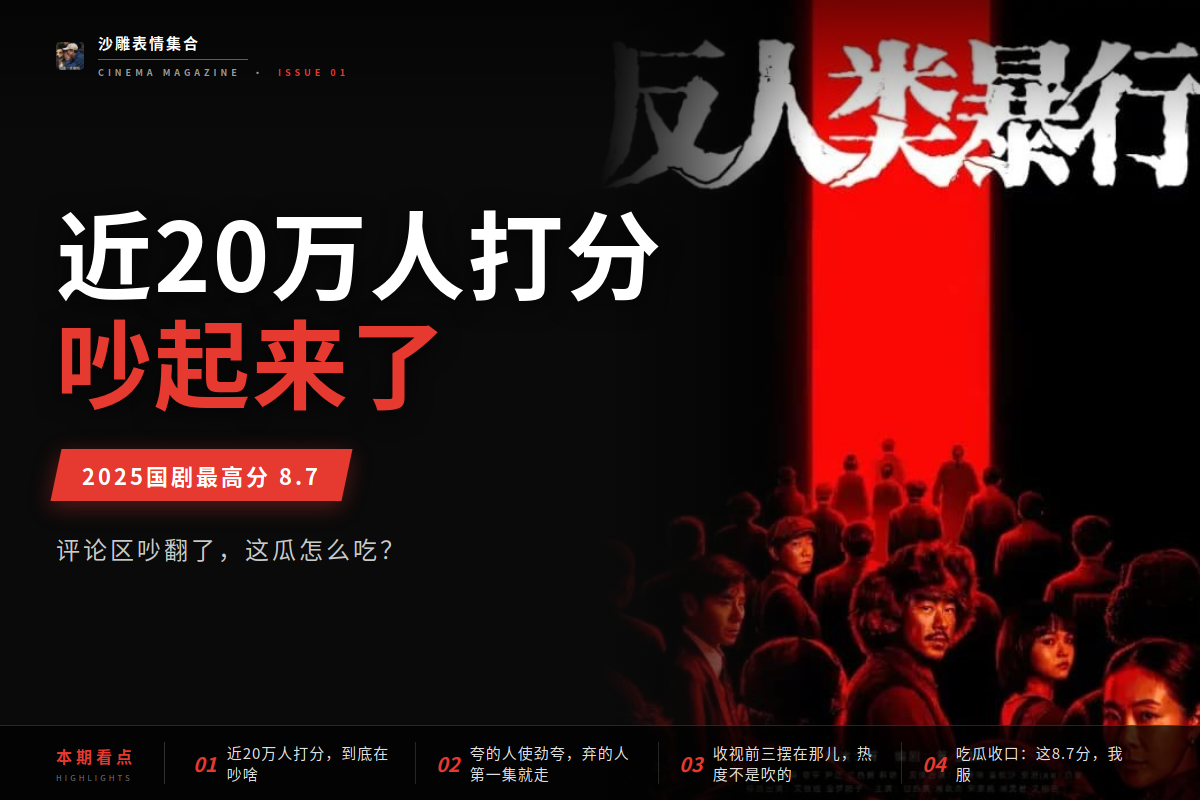 沙雕表情集合
CINEMA MAGAZINE • ISSUE 01
反人类暴行
近20万人打分
吵起来了
2025国剧最高分 8.7
评论区吵翻了，这瓜怎么吃？
本期看点
HIGHLIGHTS
01 近20万人打分，到底在
吵啥
02 夸的人使劲夸，弃的人
第一集就走
03 收视前三摆在那儿，热
度不是吹的
04 吃瓜收口：这8.7分，我
服